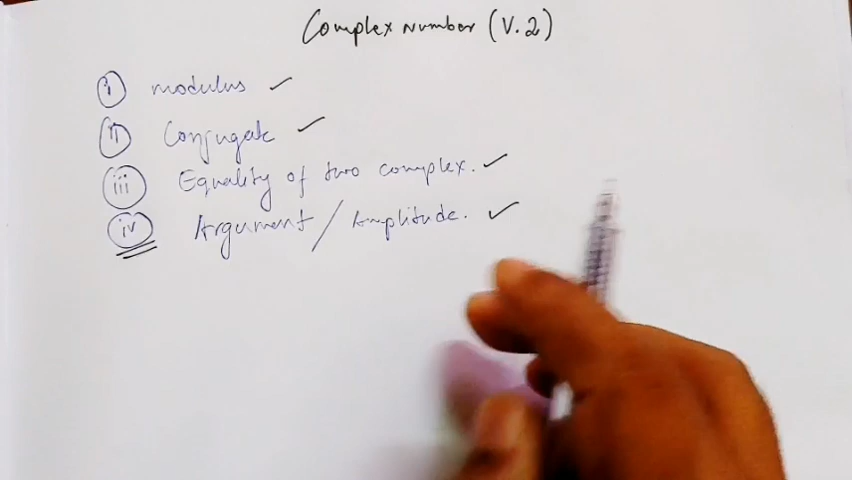 Complex number (V.2)
i modulus ✓
ii Conjugate ✓
iii Equality of two complex. ✓
iv Argument / Amplitude. ✓